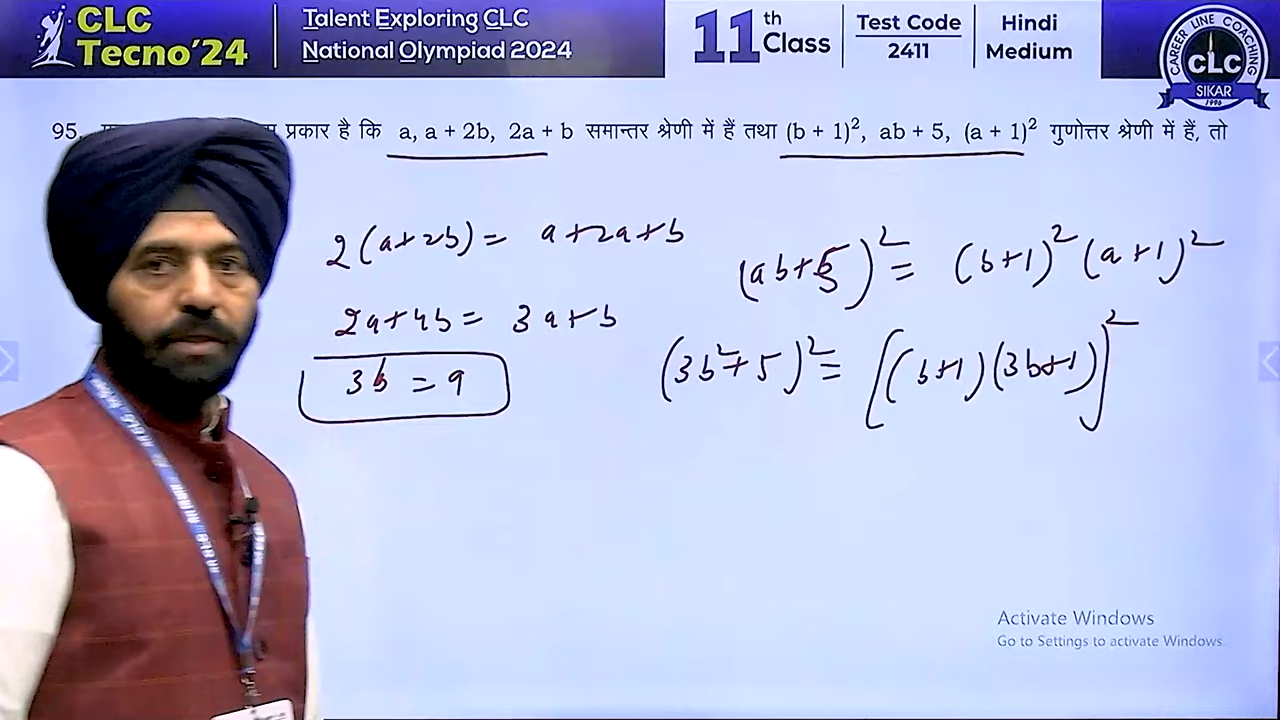 CLC
Tecno'24
Talent Exploring CLC
National Olympiad 2024
11th Class
Test Code
2411
Hindi
Medium
CAREER LINE COACHING
CLC
SIKAR
1996
95. प्रकार है कि a, a + 2b, 2a + b समान्तर श्रेणी में हैं तथा (b + 1)², ab + 5, (a + 1)² गुणोत्तर श्रेणी में हैं, तो
2(a+2b) = a+2a+b
(ab+5)² = (b+1)²(a+1)²
2a+4b = 3a+b
(3b²+5)² = [(b+1)(3b+1)]²
3b = a
Activate Windows
Go to Settings to activate Windows.